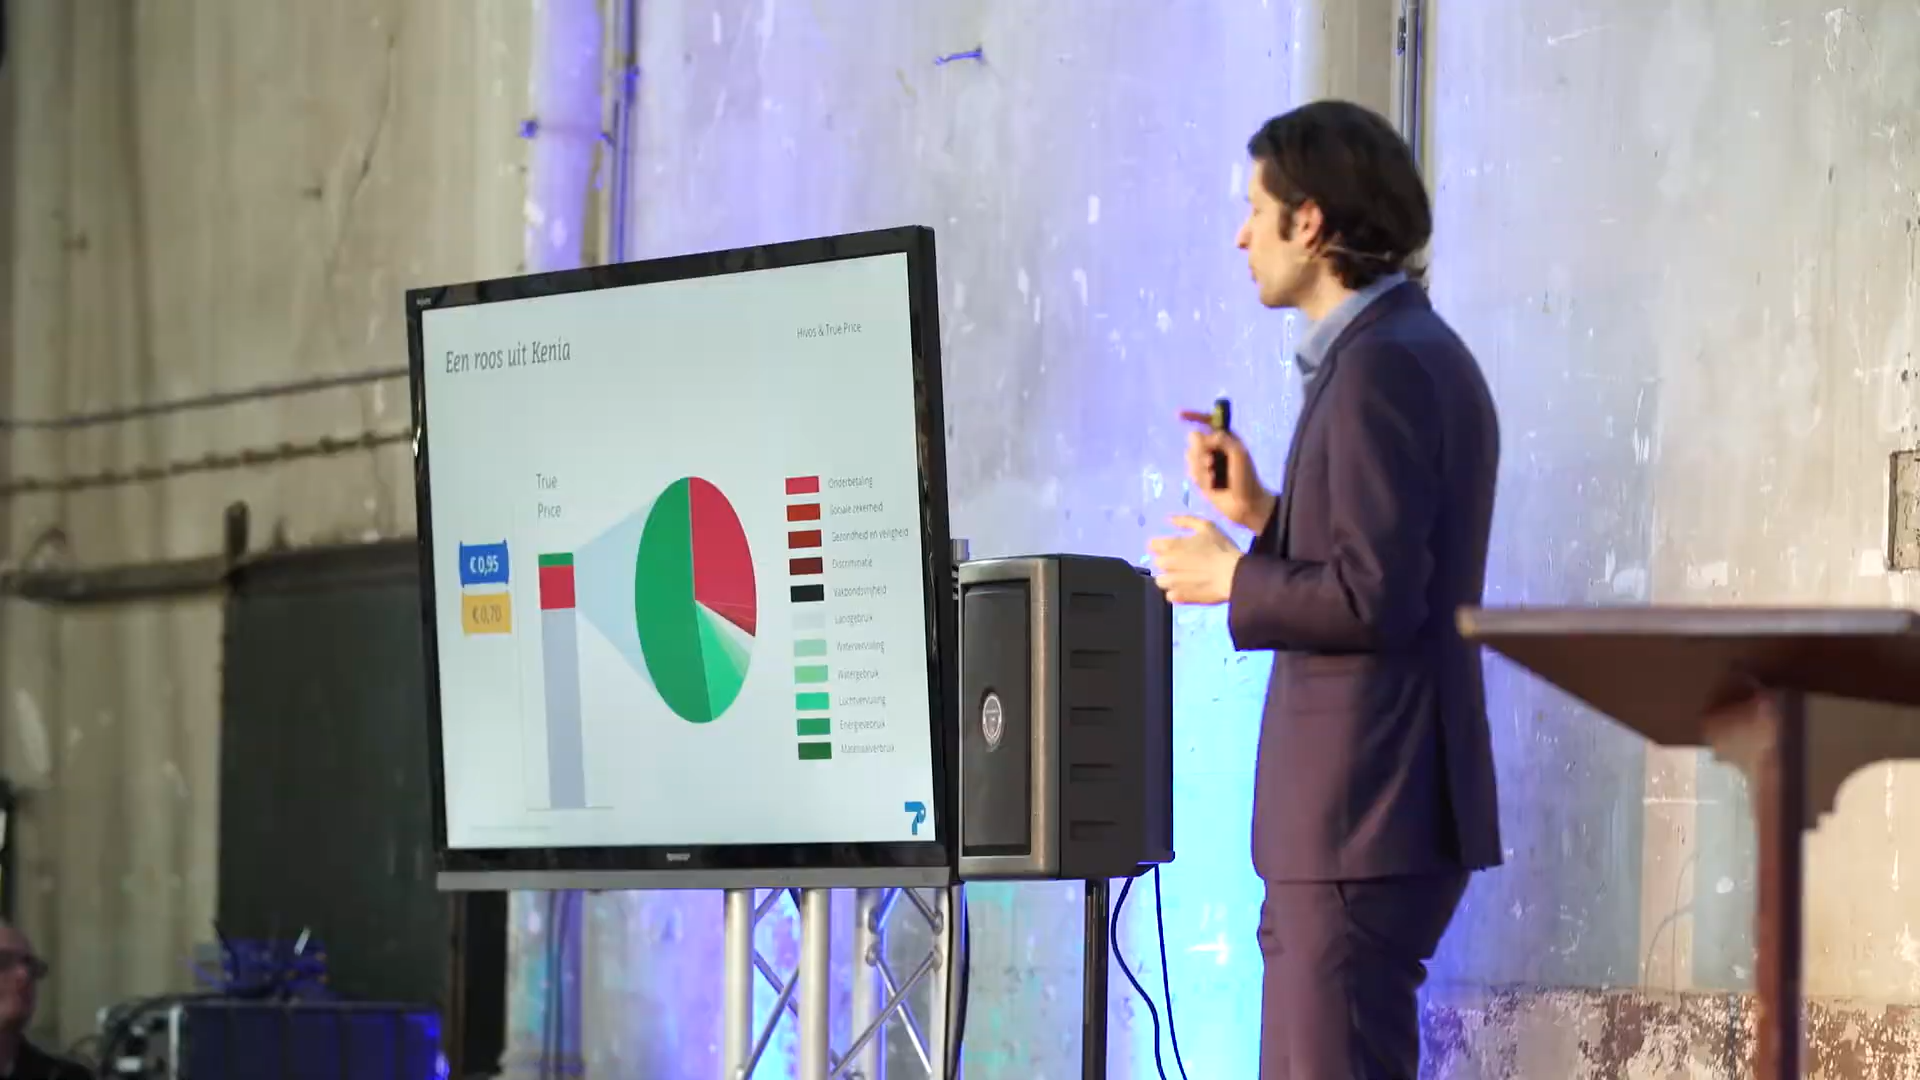 Hivos & True Price
Een roos uit Kenia
True
Price
€ 0,95
€ 0,70
Onderbetaling
Sociale zekerheid
Gezondheid en veiligheid
Discriminatie
Vakbondsvrijheid
Landgebruik
Watervervuiling
Watergebruik
Luchtvervuiling
Energieverbruik
Materiaalverbruik